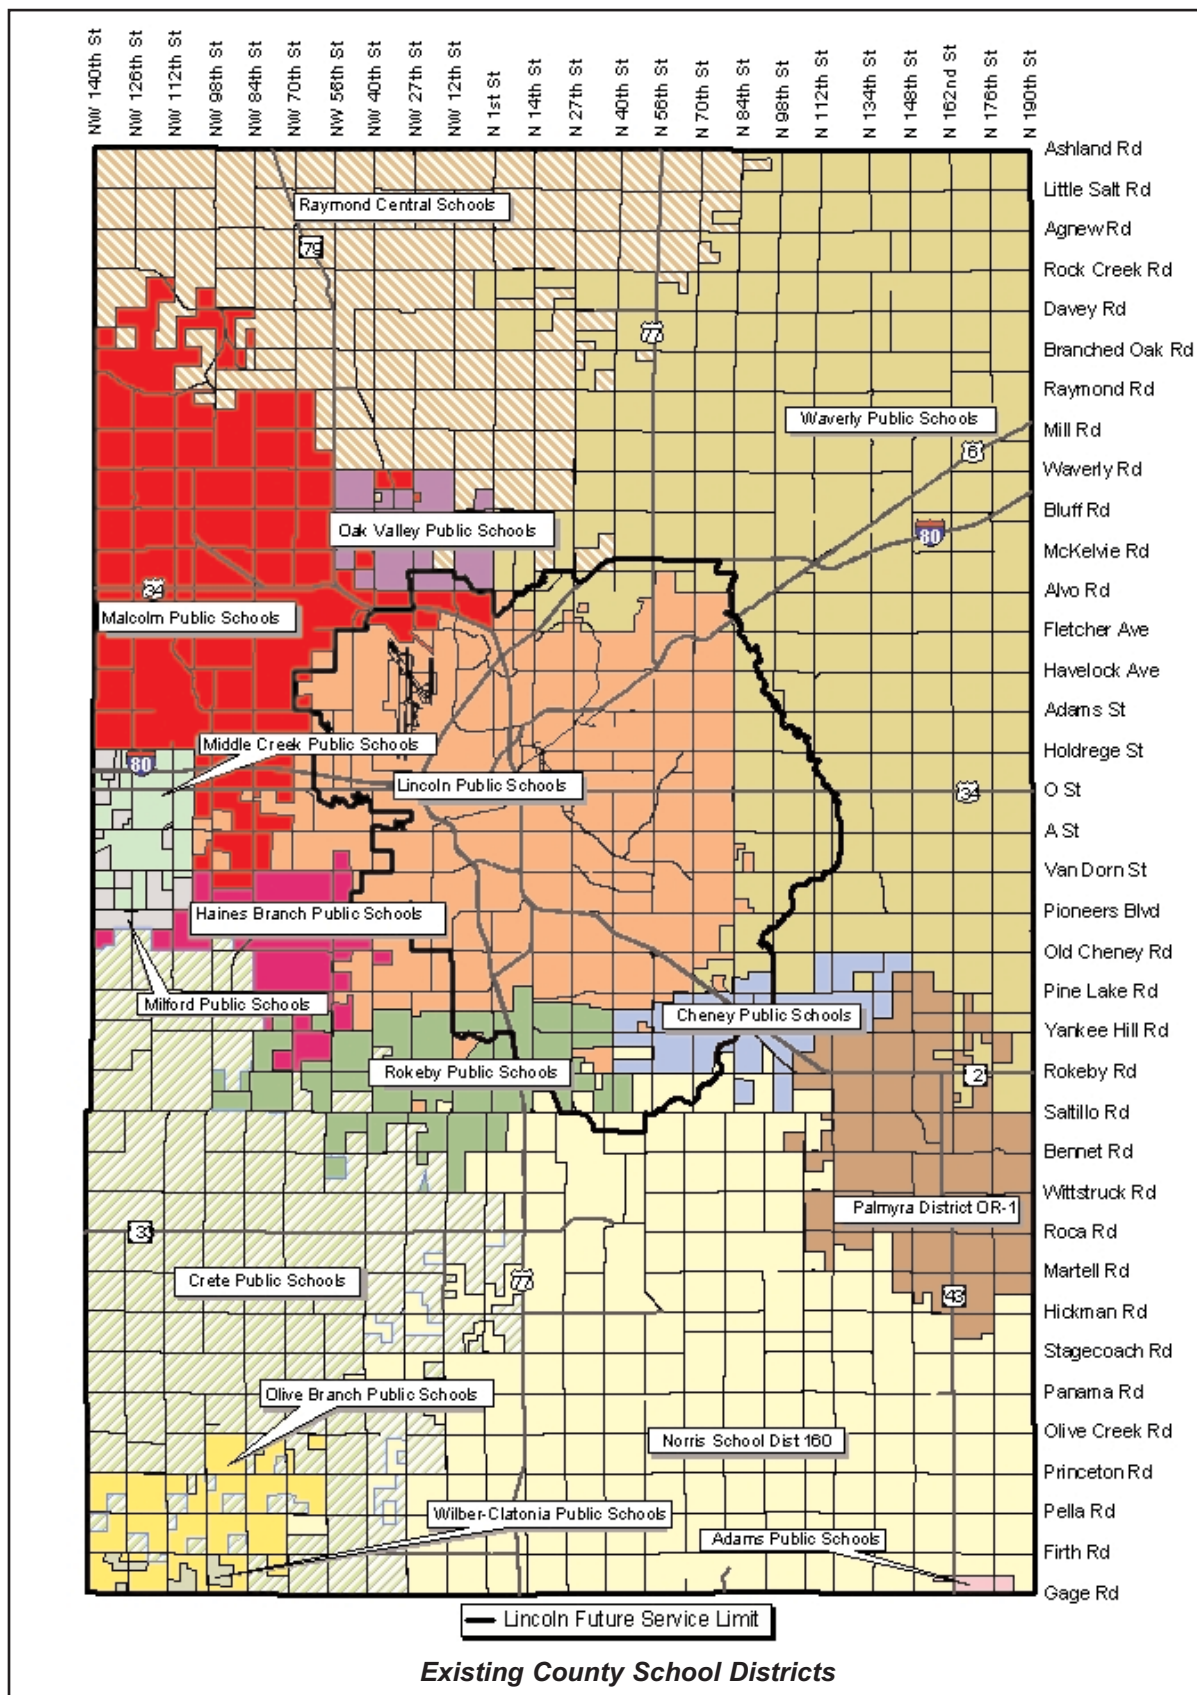 NW 140th St
NW 126th St
NW 112th St
NW 98th St
NW 84th St
NW 70th St
NW 56th St
NW 40th St
NW 27th St
NW 12th St
N 1st St
N 14th St
N 27th St
N 40th St
N 56th St
N 70th St
N 84th St
N 98th St
N 112th St
N 134th St
N 148th St
N 162nd St
N 176th St
N 190th St
Ashland Rd
Little Salt Rd
Raymond Central Schools
Agnew Rd
79
Rock Creek Rd
Davey Rd
77
Branched Oak Rd
Raymond Rd
Waverly Public Schools
Mill Rd
6
Waverly Rd
Bluff Rd
Oak Valley Public Schools
80
McKelvie Rd
34
Alvo Rd
Malcolm Public Schools
Fletcher Ave
Havelock Ave
Adams St
Middle Creek Public Schools
Holdrege St
80
Lincoln Public Schools
34
O St
A St
Van Dorn St
Haines Branch Public Schools
Pioneers Blvd
Old Cheney Rd
Milford Public Schools
Pine Lake Rd
Cheney Public Schools
Yankee Hill Rd
Rokeby Public Schools
2
Rokeby Rd
Saltillo Rd
Bennet Rd
Wittstruck Rd
Palmyra District OR-1
33
Roca Rd
Crete Public Schools
77
Martell Rd
43
Hickman Rd
Stagecoach Rd
Olive Branch Public Schools
Panama Rd
Norris School Dist 160
Olive Creek Rd
Princeton Rd
Wilber-Clatonia Public Schools
Pella Rd
Adams Public Schools
Firth Rd
Gage Rd
Lincoln Future Service Limit
Existing County School Districts